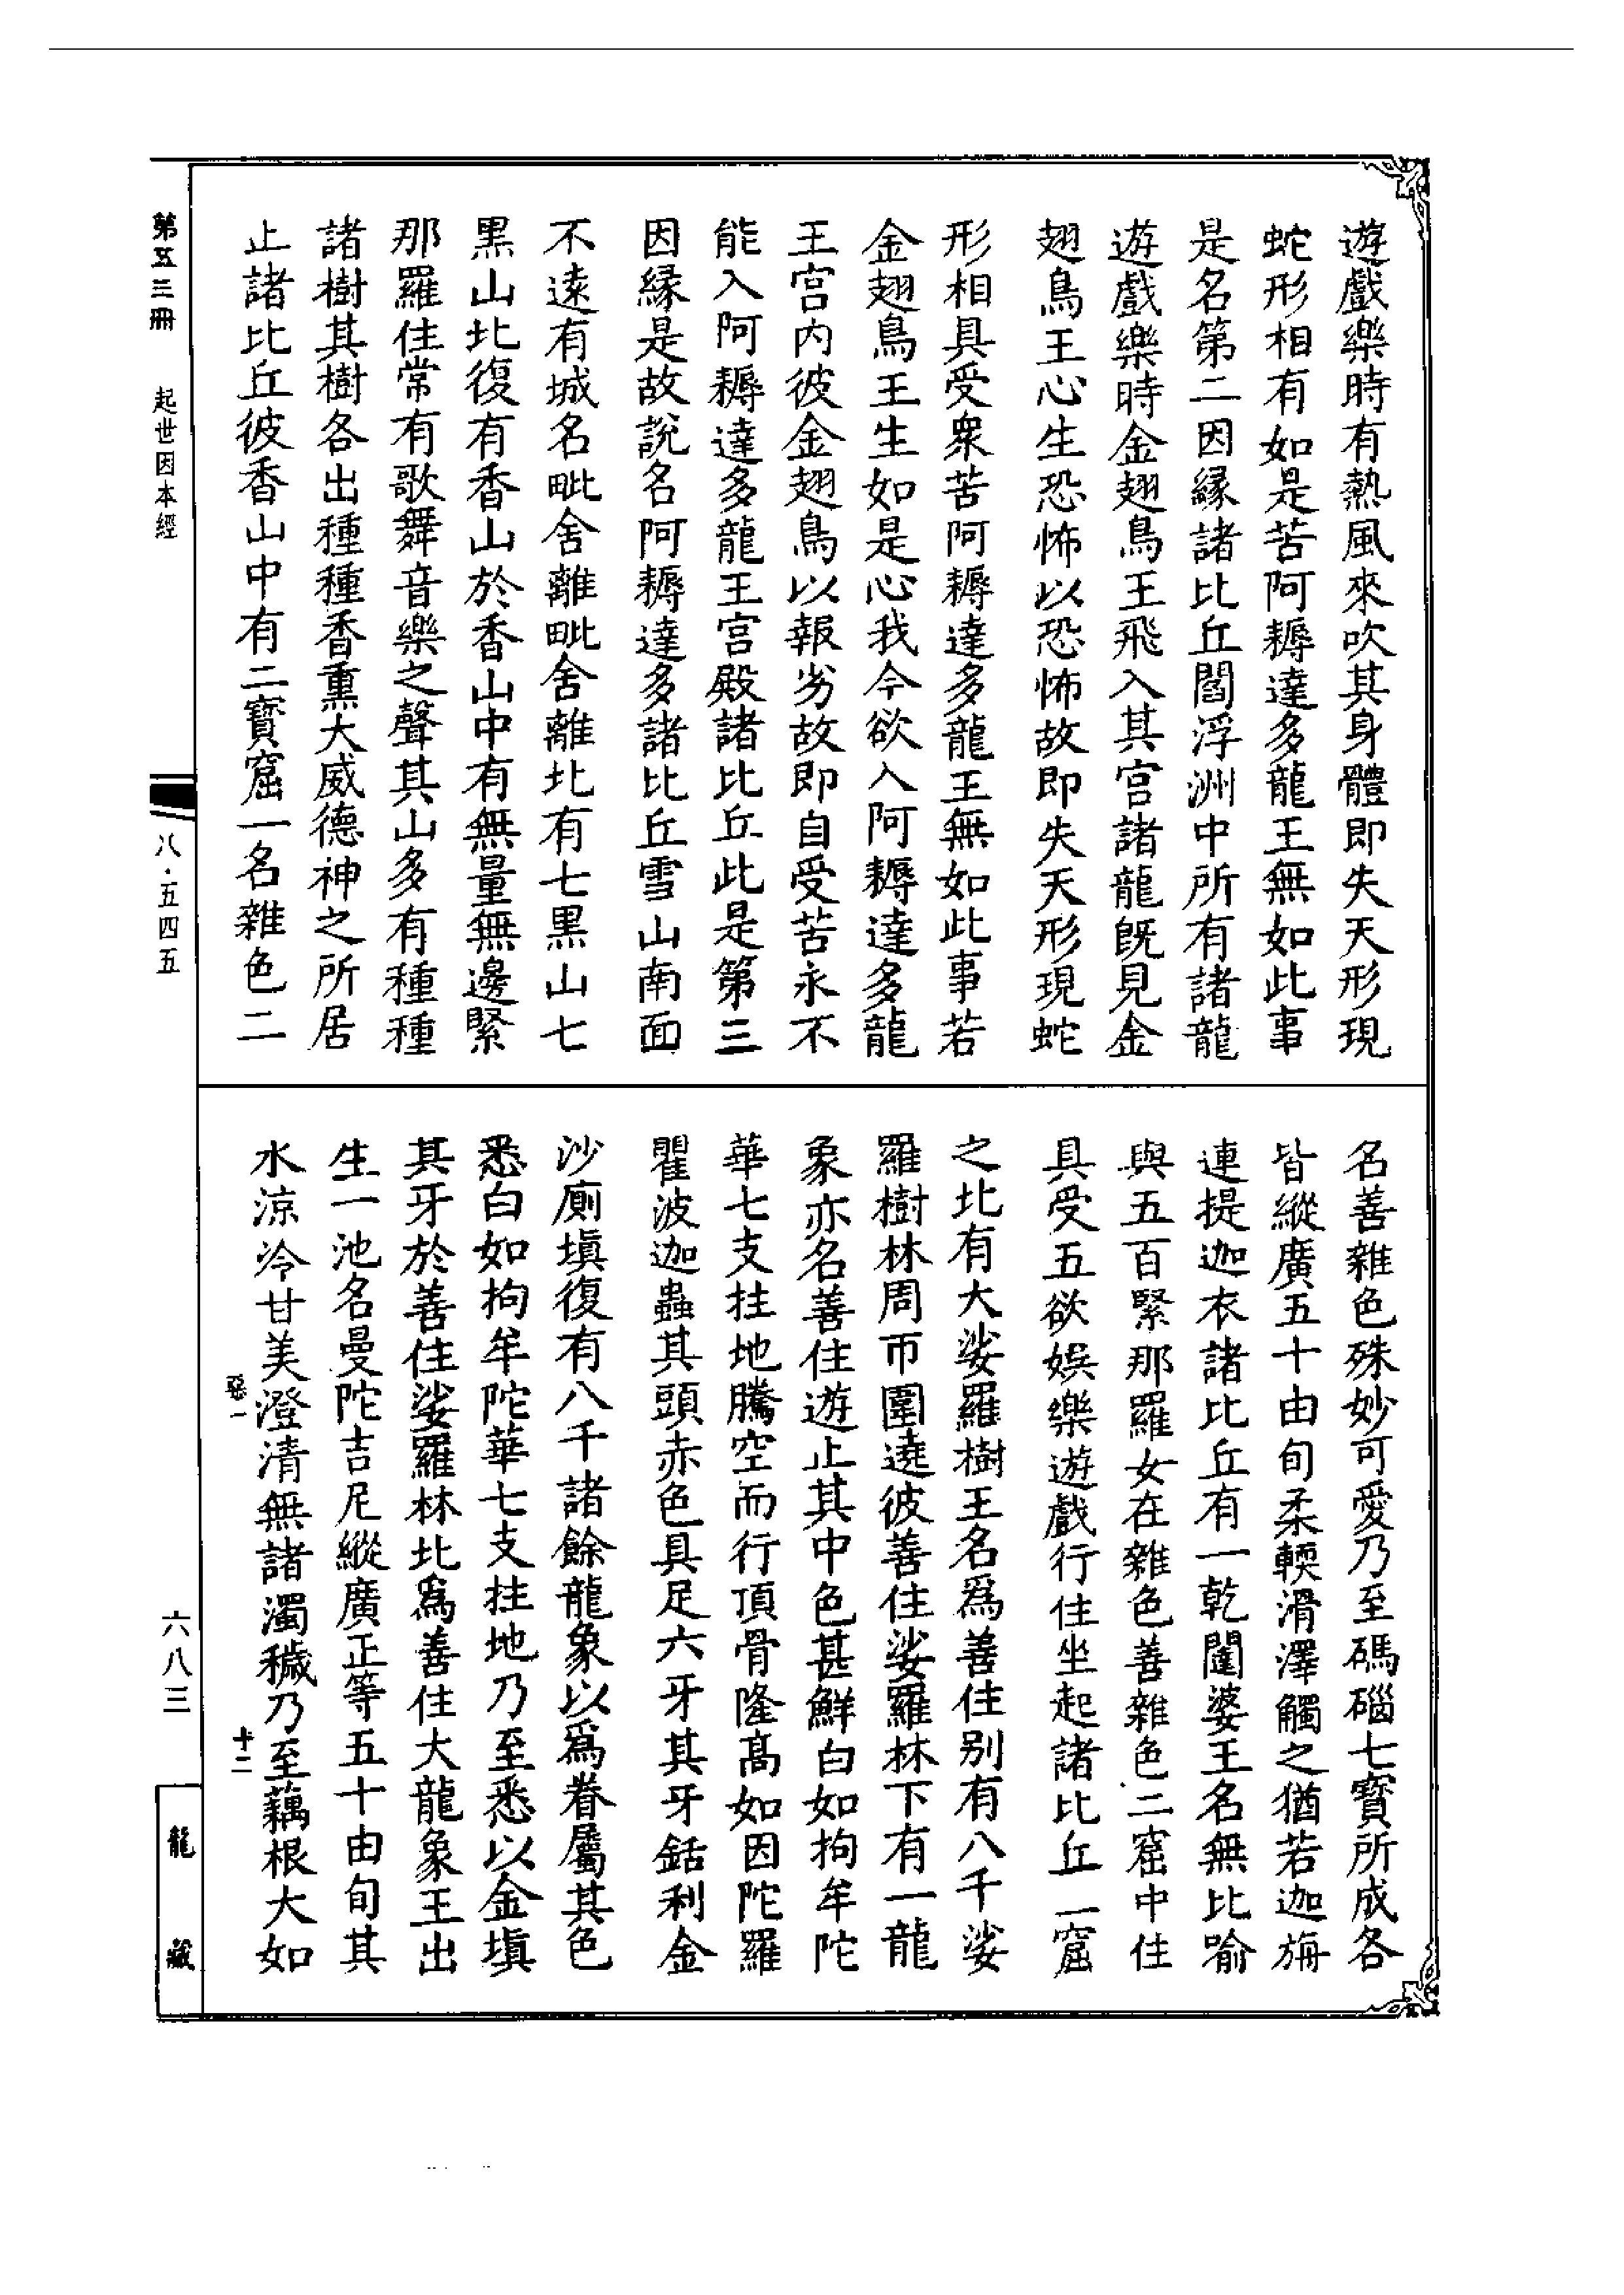 遊戲樂時有熱風來吹其身體即失天形現
蛇形相有如是苦阿耨達多龍王無如此事
是名第二因緣諸比丘閻浮洲中所有諸龍
遊戲樂時金翅鳥王飛入其宮諸龍既見金
翅鳥王心生恐怖以恐怖故即失天形現蛇
形相具受衆苦阿耨達多龍王無如此事若
金翅鳥王生如是心我今欲入阿耨達多龍
王宮內彼金翅鳥以報劣故即自受苦永不
能入阿耨達多龍王宮殿諸比丘此是第三
因緣是故說名阿耨達多諸比丘雪山南面
不遠有城名毗舍離毗舍離北有七黑山七
黑山北復有香山於香山中有無量無邊緊
那羅住常有歌舞音樂之聲其山多有種種
諸樹其樹各出種種香熏大威德神之所居
止諸比丘彼香山中有二寶窟一名雜色二
名善雜色殊妙可愛乃至碼碯七寶所成各
皆縱廣五十由旬柔輭滑澤觸之猶若迦旃
連提迦衣諸比丘有一乾闥婆王名無比喻
與五百緊那羅女在雜色善雜色二窟中住
具受五欲娛樂遊戲行住坐起諸比丘二窟
之北有大娑羅樹王名爲善住別有八千娑
羅樹林周帀圍遶彼善住娑羅林下有一龍
象亦名善住遊止其中色甚鮮白如拘牟陀
華七支拄地騰空而行頂骨隆高如因陀羅
瞿波迦蟲其頭赤色具足六牙其牙銛利金
沙廁塡復有八千諸餘龍象以爲眷屬其色
悉白如拘牟陀華七支拄地乃至悉以金塡
其牙於善住娑羅林北爲善住大龍象王出
生一池名曼陀吉尼縱廣正等五十由旬其
水涼冷甘美澄清無諸濁穢乃至藕根大如
惡一
十二
第五三冊
起世因本經
八·五四五
六八三
龍藏